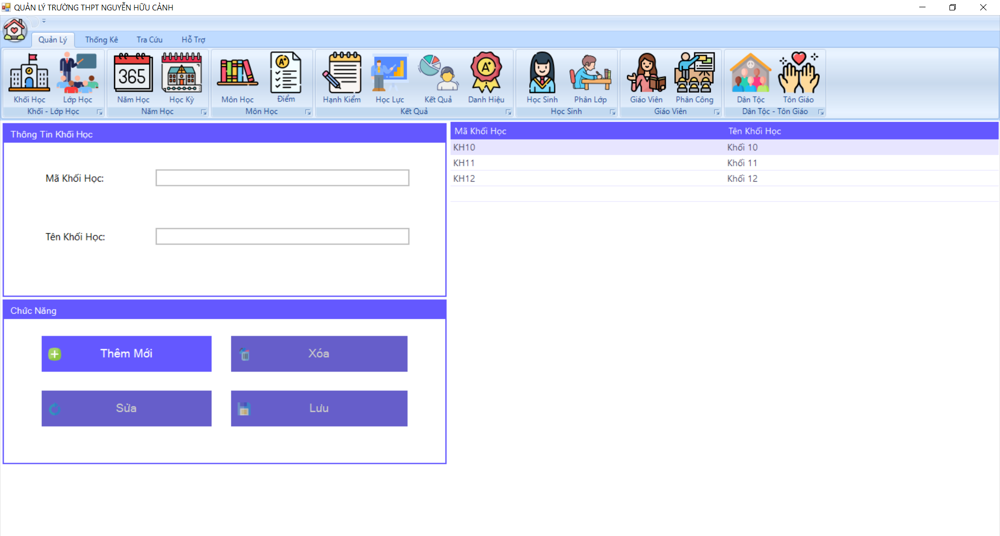 QUẢN LÝ TRƯỜNG THPT NGUYỄN HỮU CẢNH
Quản Lý Thống Kê Tra Cứu Hỗ Trợ
365
A+
A+
Khối Học Lớp Học Năm Học Học Kỳ Môn Học Điểm Hạnh Kiểm Học Lực Kết Quả Danh Hiệu Học Sinh Phân Lớp Giáo Viên Phân Công Dân Tộc Tôn Giáo
Khối - Lớp Học Năm Học Môn Học Kết Quả Học Sinh Giáo Viên Dân Tộc - Tôn Giáo
Thông Tin Khối Học
Mã Khối Học:
Tên Khối Học:
Chức Năng
Thêm Mới Xóa
Sửa Lưu
Mã Khối Học Tên Khối Học
KH10 Khối 10
KH11 Khối 11
KH12 Khối 12